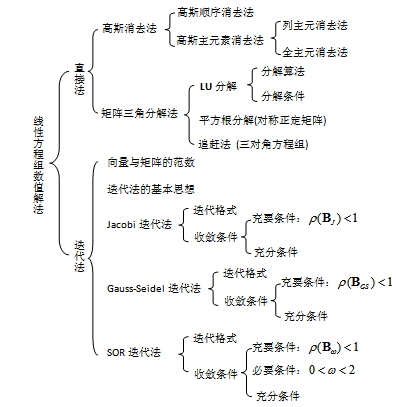 线性方程组数值解法
直接法
高斯消去法
高斯顺序消去法
高斯主元素消去法
列主元消去法
全主元消去法
矩阵三角分解法
LU 分解
分解算法
分解条件
平方根分解(对称正定矩阵)
追赶法 (三对角方程组)
迭代法
向量与矩阵的范数
迭代法的基本思想
Jacobi 迭代法
迭代格式
收敛条件
充要条件：ρ(B_J)<1
充分条件
Gauss-Seidel 迭代法
迭代格式
收敛条件
充要条件：ρ(B_GS)<1
充分条件
SOR 迭代法
迭代格式
收敛条件
充要条件：ρ(B_ω)<1
必要条件：0<ω<2
充分条件